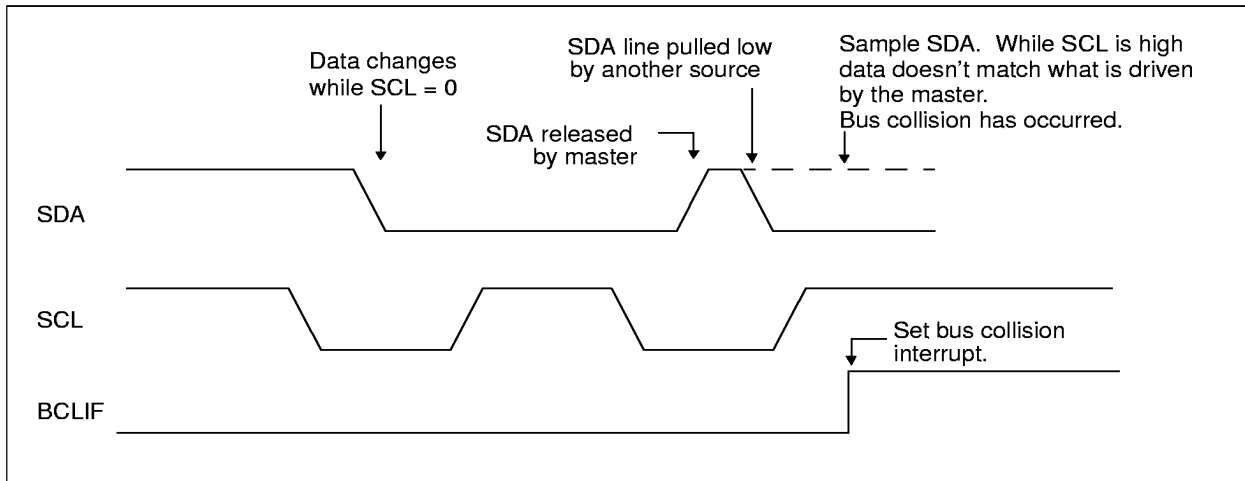 Data changes
while SCL = 0
SDA line pulled low
by another source
SDA released
by master
Sample SDA.  While SCL is high
data doesn't match what is driven
by the master.
Bus collision has occurred.
SDA
SCL
Set bus collision
interrupt.
BCLIF